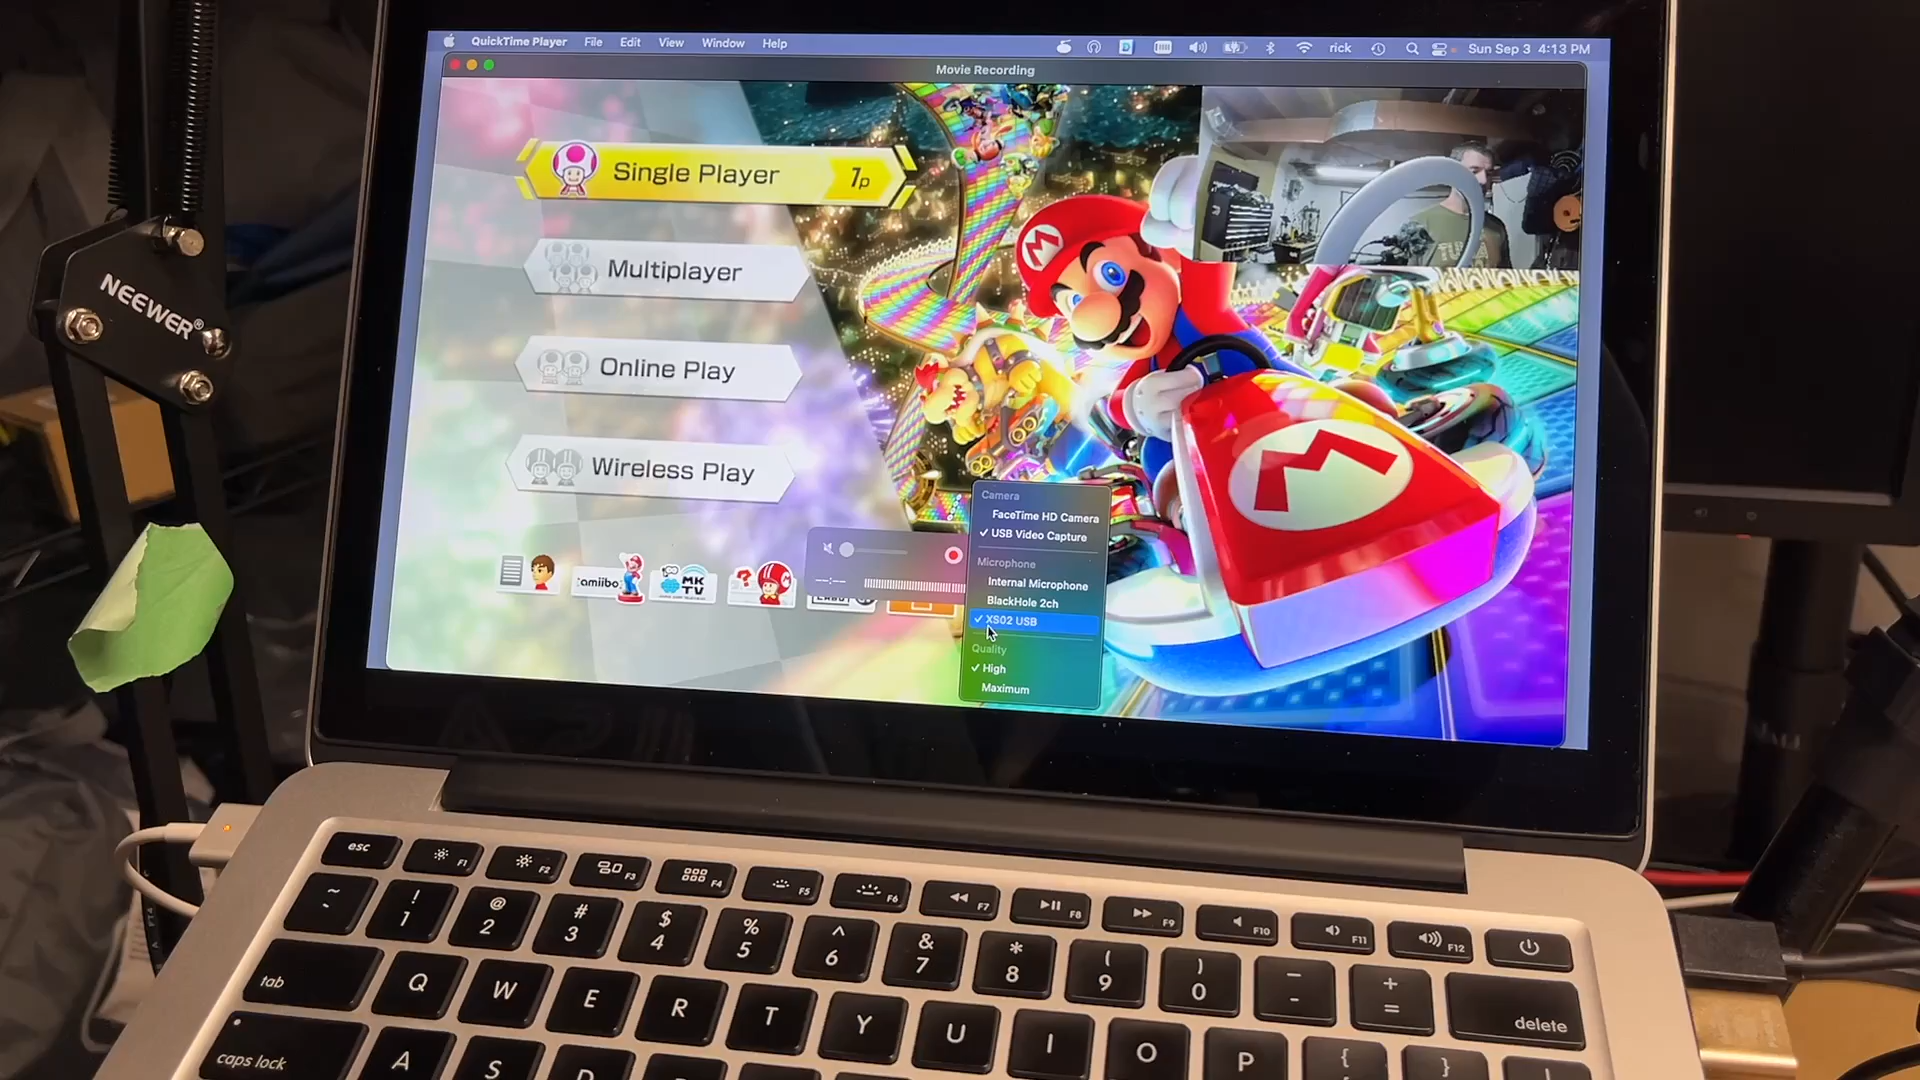 QuickTime Player File Edit View Window Help
rick Sun Sep 3 4:13 PM
Movie Recording
Single Player 1p
Multiplayer
Online Play
Wireless Play
amiibo
MK
TV
?
M
M
NEEWER®
Camera
FaceTime HD Camera
✓ USB Video Capture
Microphone
Internal Microphone
BlackHole 2ch
✓ XS02 USB
Quality
✓ High
Maximum
esc F1 F2 F3 F4 F5 F6 F7 F8 F9 F10 F11 F12
~ ! @ # $ % ^ & * ( ) _ +
1 2 3 4 5 6 7 8 9 0 - =
delete
tab Q W E R T Y U I O P { }
caps lock A S D